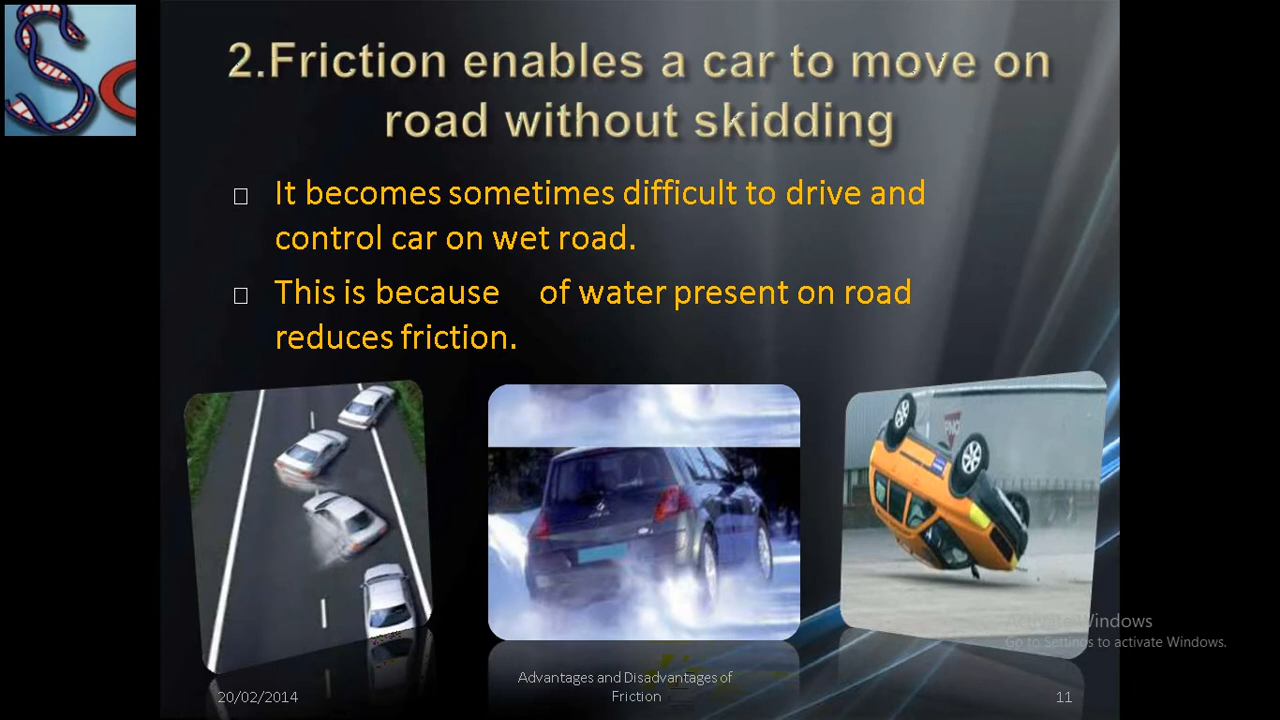 2.Friction enables a car to move on
road without skidding
It becomes sometimes difficult to drive and
control car on wet road.
This is because of water present on road
reduces friction.
Activate Windows
Go to Settings to activate Windows.
20/02/2014
Advantages and Disadvantages of
Friction
11